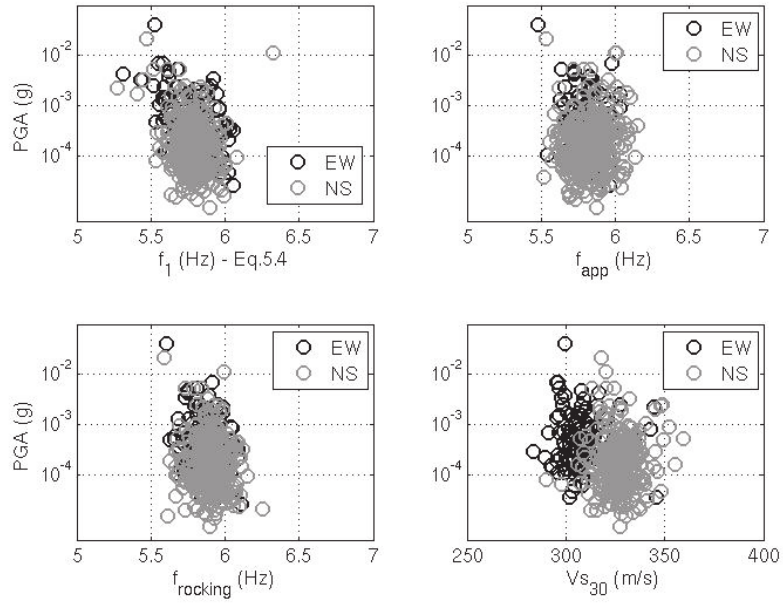 EW
NS
PGA (g)
10^-2
10^-3
10^-4
5 5.5 6 6.5 7
f_1 (Hz) - Eq.5.4
EW
NS
10^-2
10^-3
10^-4
5 5.5 6 6.5 7
f_app (Hz)
EW
NS
PGA (g)
10^-2
10^-3
10^-4
5 5.5 6 6.5 7
f_rocking (Hz)
EW
NS
10^-2
10^-3
10^-4
250 300 350 400
Vs_30 (m/s)